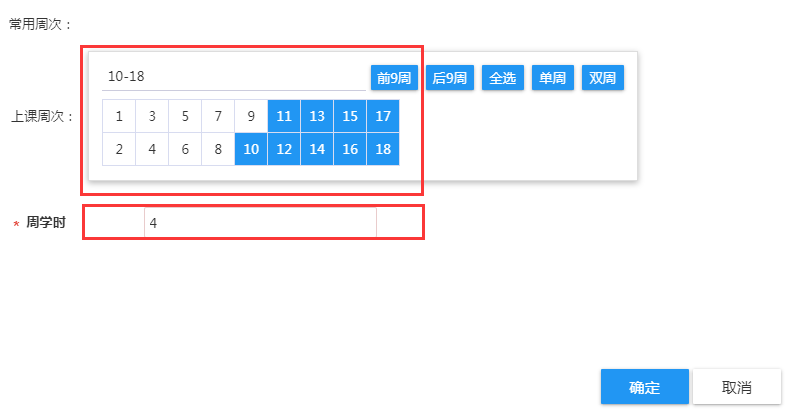 常用周次：
10-18 前9周 后9周 全选 单周 双周
上课周次： 1 3 5 7 9 11 13 15 17
2 4 6 8 10 12 14 16 18
* 周学时 4
确定 取消